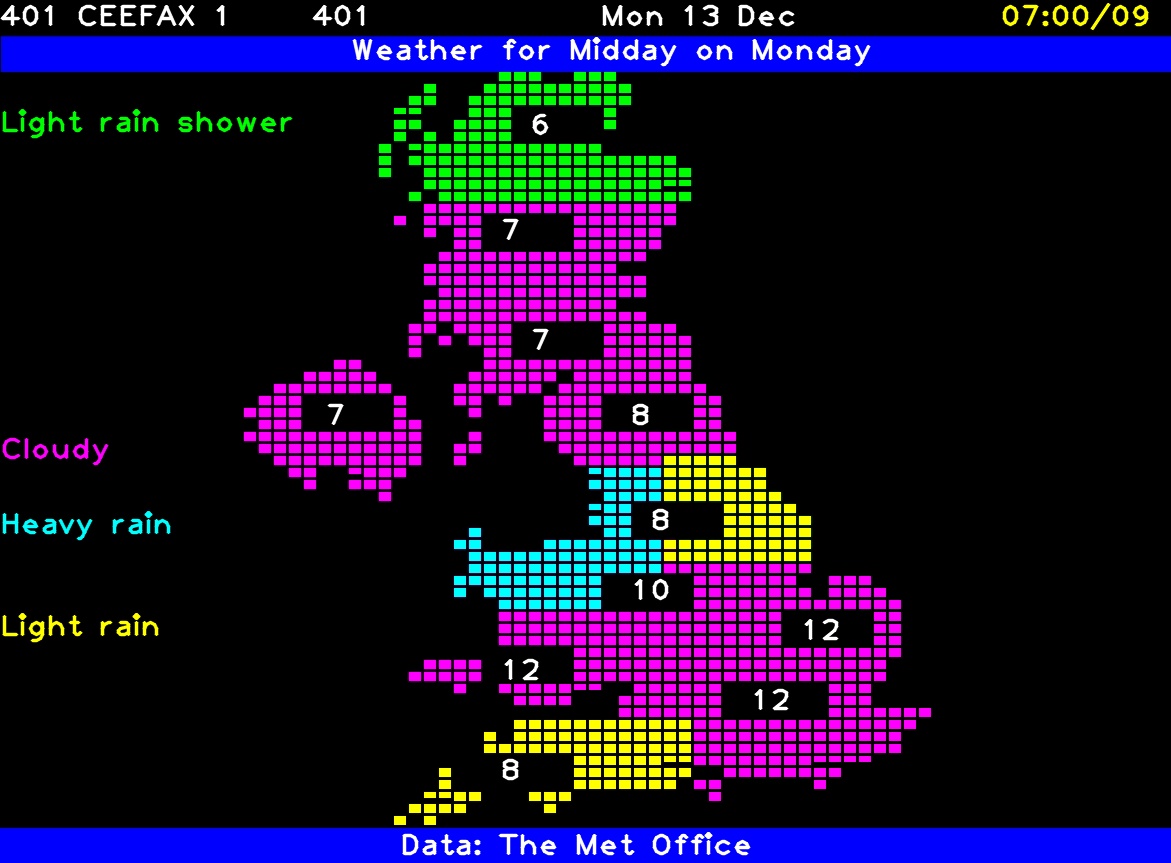 401 CEEFAX 1 401 Mon 13 Dec 07:00/09
Weather for Midday on Monday
Light rain shower
6
7
7
7
8
Cloudy
8
Heavy rain
10
Light rain
12
12
12
8
Data: The Met Office